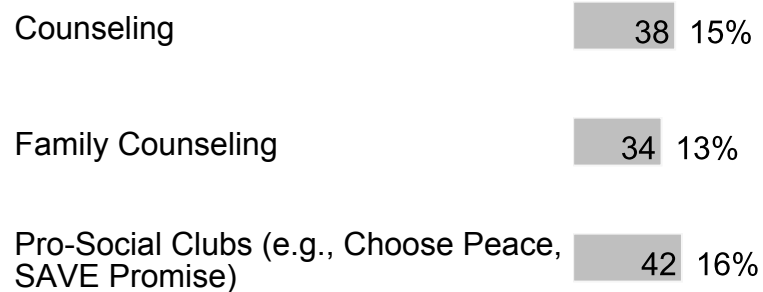 Counseling 38 15%
Family Counseling 34 13%
Pro-Social Clubs (e.g., Choose Peace,
SAVE Promise) 42 16%